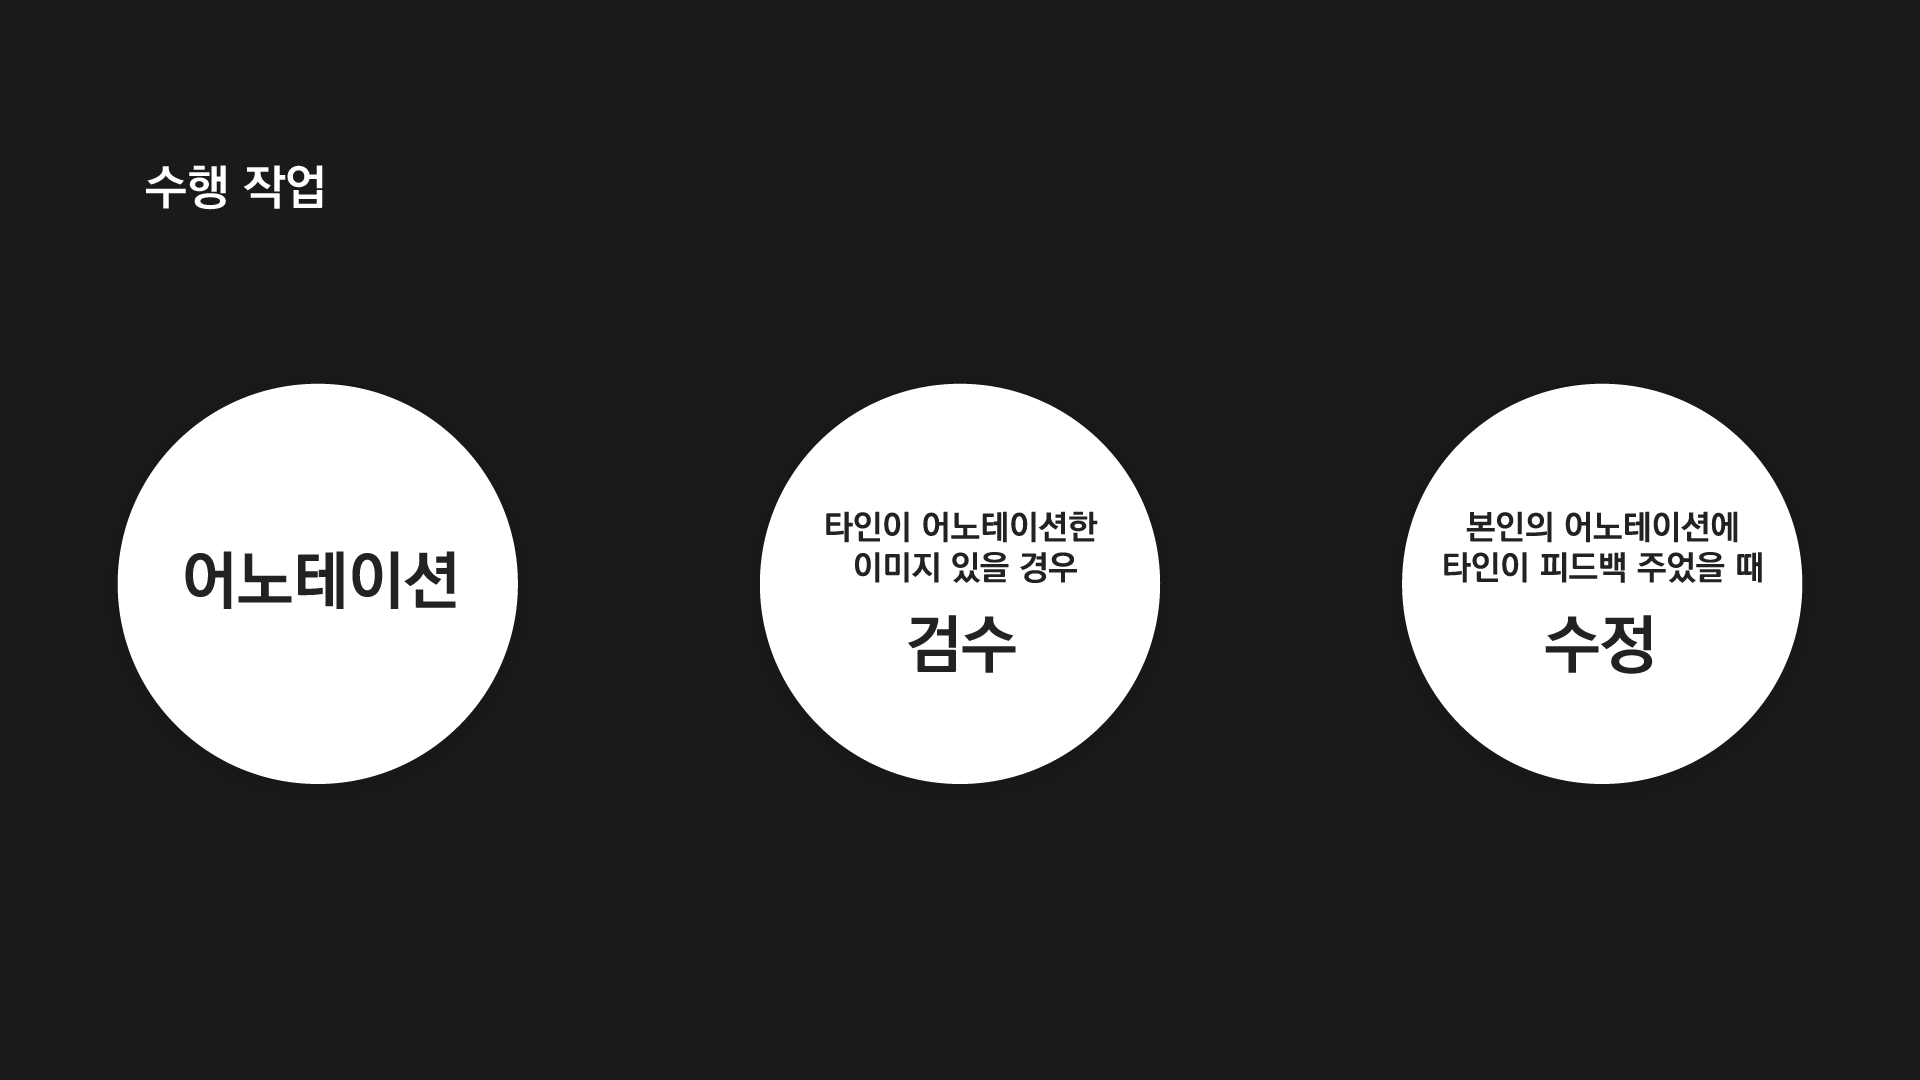 수행 작업
어노테이션
타인이 어노테이션한
이미지 있을 경우
검수
본인의 어노테이션에
타인이 피드백 주었을 때
수정